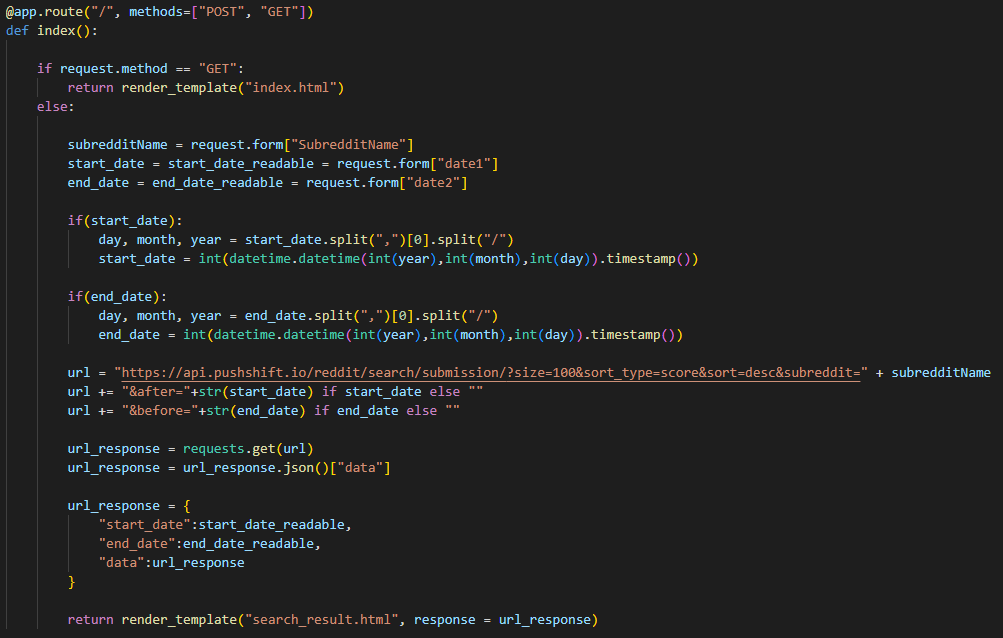 @app.route("/", methods=["POST", "GET"])
def index():

    if request.method == "GET":
        return render_template("index.html")
    else:

        subredditName = request.form["SubredditName"]
        start_date = start_date_readable = request.form["date1"]
        end_date = end_date_readable = request.form["date2"]

        if(start_date):
            day, month, year = start_date.split(",")[0].split("/")
            start_date = int(datetime.datetime(int(year),int(month),int(day)).timestamp())

        if(end_date):
            day, month, year = end_date.split(",")[0].split("/")
            end_date = int(datetime.datetime(int(year),int(month),int(day)).timestamp())

        url = "https://api.pushshift.io/reddit/search/submission/?size=100&sort_type=score&sort=desc&subreddit=" + subredditName
        url += "&after="+str(start_date) if start_date else ""
        url += "&before="+str(end_date) if end_date else ""

        url_response = requests.get(url)
        url_response = url_response.json()["data"]

        url_response = {
            "start_date":start_date_readable,
            "end_date":end_date_readable,
            "data":url_response
        }

        return render_template("search_result.html", response = url_response)